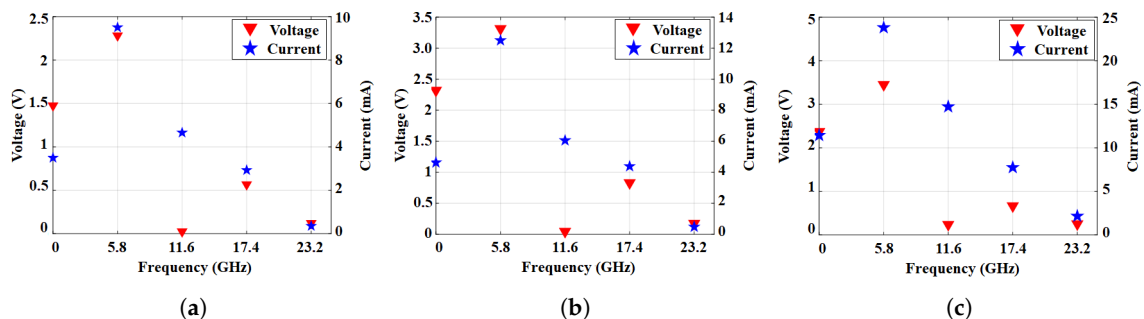 2.5
2
1.5
1
0.5
0
Voltage (V)
10
8
6
4
2
0
Current (mA)
Voltage
Current
0 5.8 11.6 17.4 23.2
Frequency (GHz)
(a)
3.5
3.0
2.5
2
1.5
1
0.5
0
Voltage (V)
14
12
10
8
6
4
2
0
Current (mA)
Voltage
Current
0 5.8 11.6 17.4 23.2
Frequency (GHz)
(b)
5
4
3
2
1
0
Voltage (V)
25
20
15
10
5
0
Current (mA)
Voltage
Current
0 5.8 11.6 17.4 23.2
Frequency (GHz)
(c)